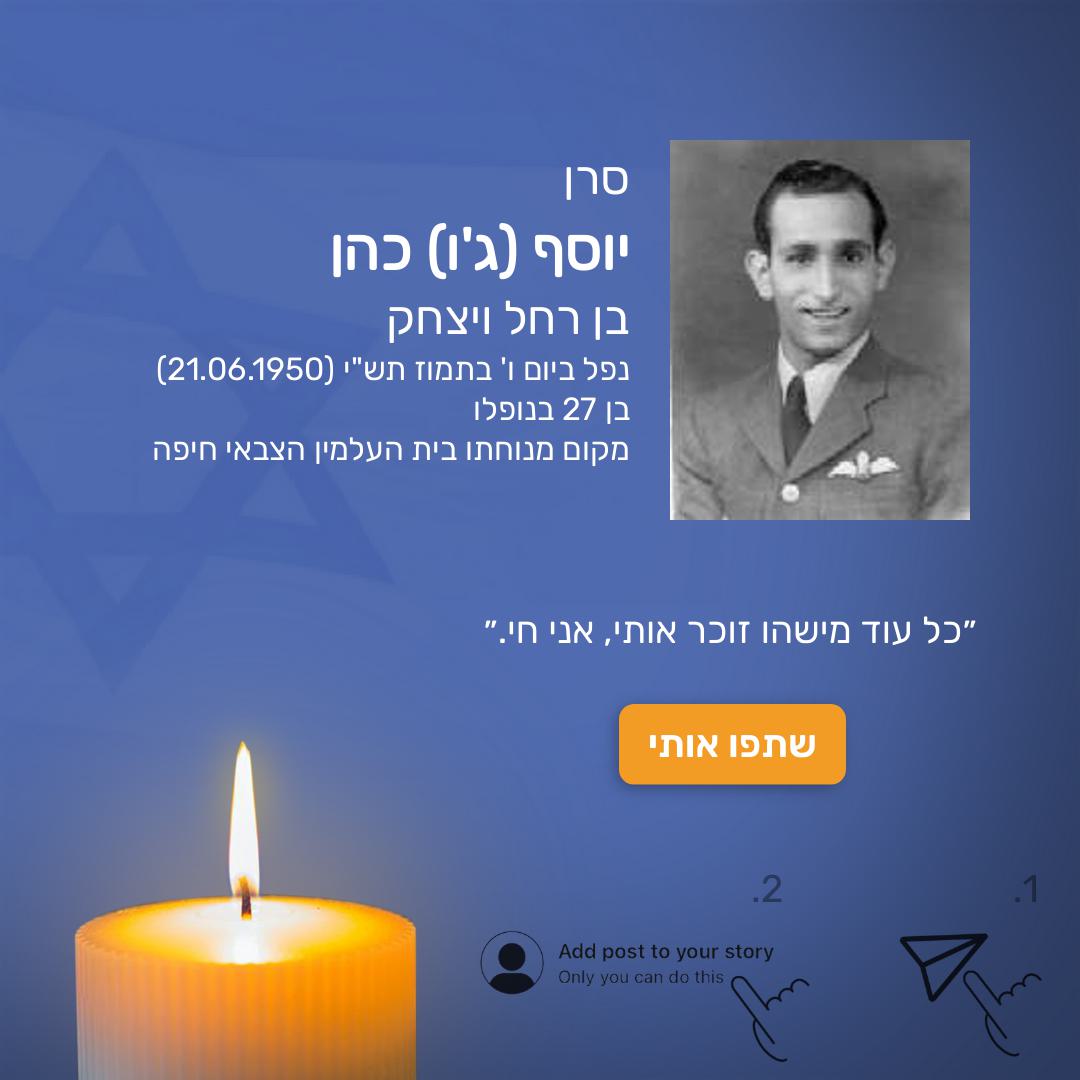 סרן
יוסף (ג'ו) כהן
בן רחל ויצחק
נפל ביום ו' בתמוז תש"י (21.06.1950)
בן 27 בנופלו
מקום מנוחתו בית העלמין הצבאי חיפה
״כל עוד מישהו זוכר אותי, אני חי.״
שתפו אותי
1.
2.
Add post to your story
Only you can do this